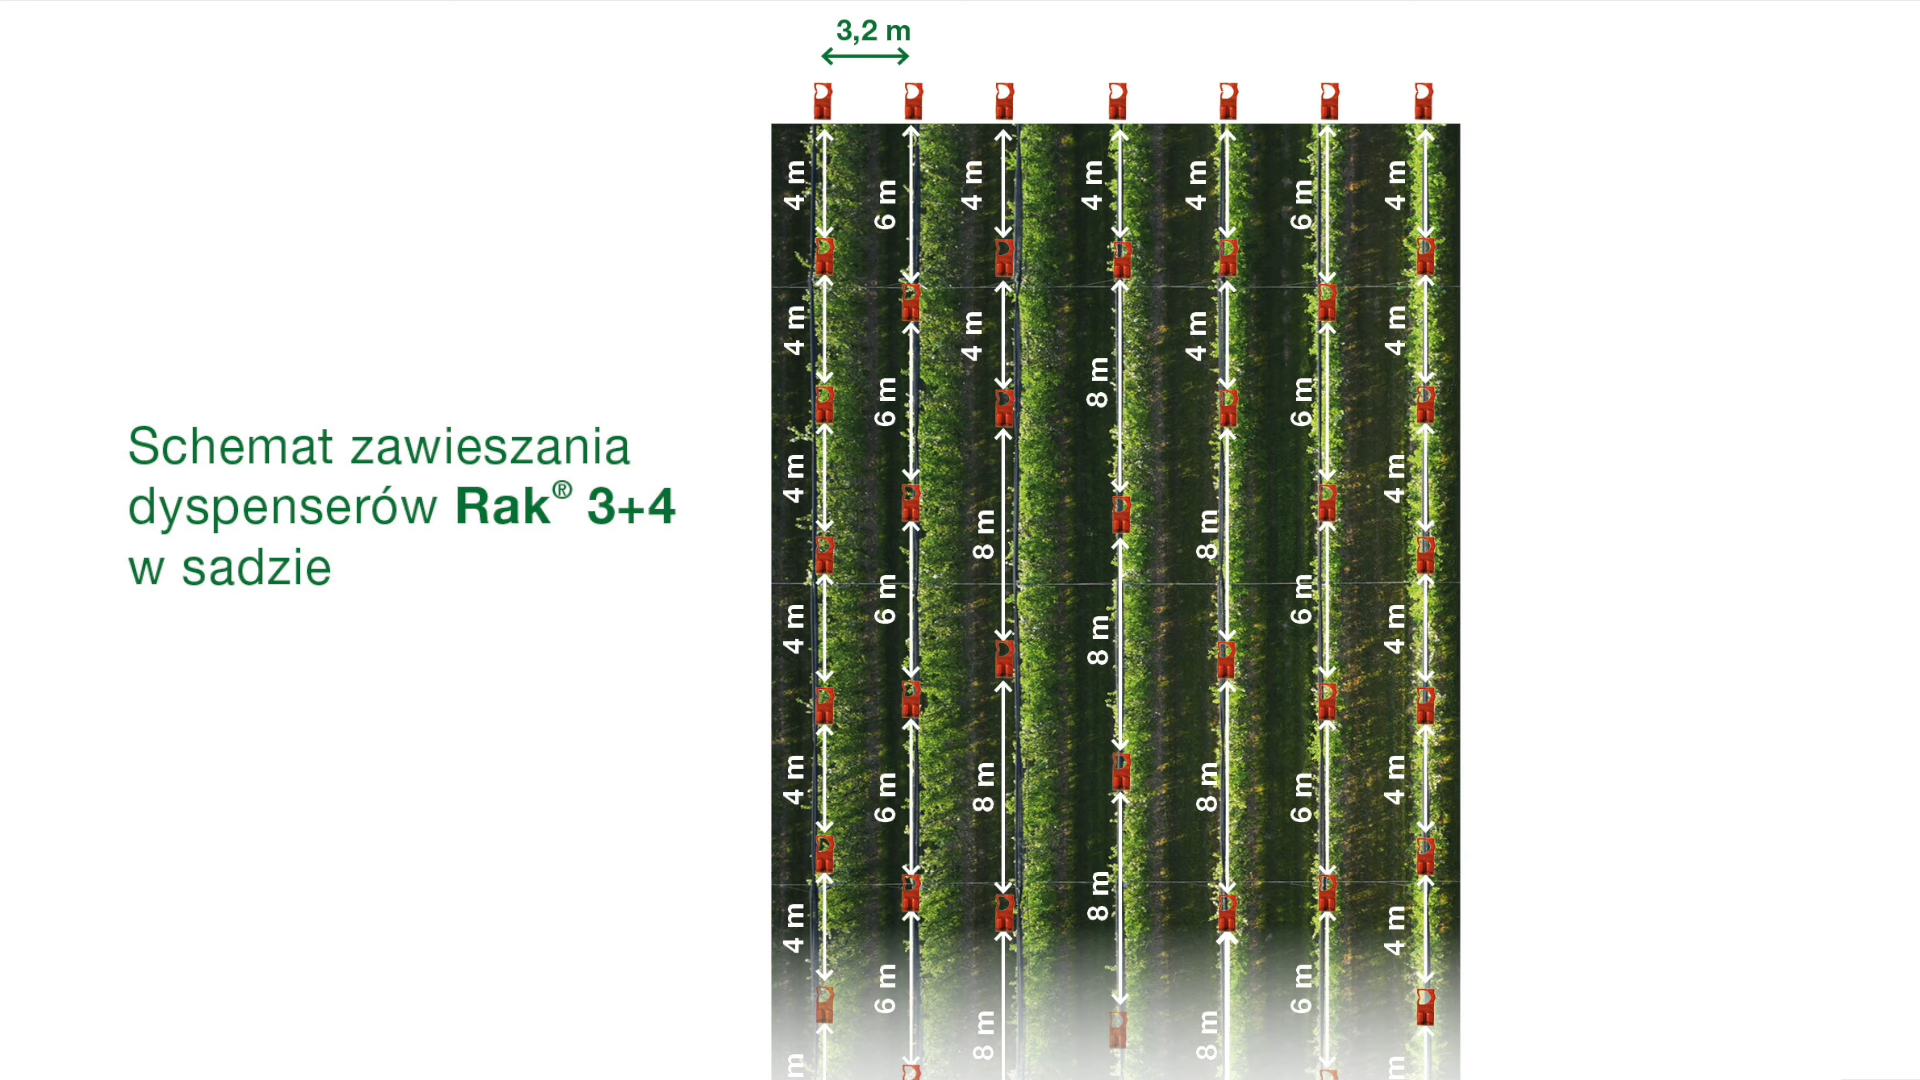 3,2 m
4 m 6 m 4 m 4 m 4 m 6 m 4 m
4 m 6 m 4 m 8 m 4 m 6 m 4 m
4 m 6 m 8 m 8 m 8 m 6 m 4 m
4 m 6 m 8 m 8 m 8 m 6 m 4 m
4 m 6 m 8 m 8 m 6 m 4 m
4 m 4 m
m m
Schemat zawieszania
dyspenserów Rak® 3+4
w sadzie